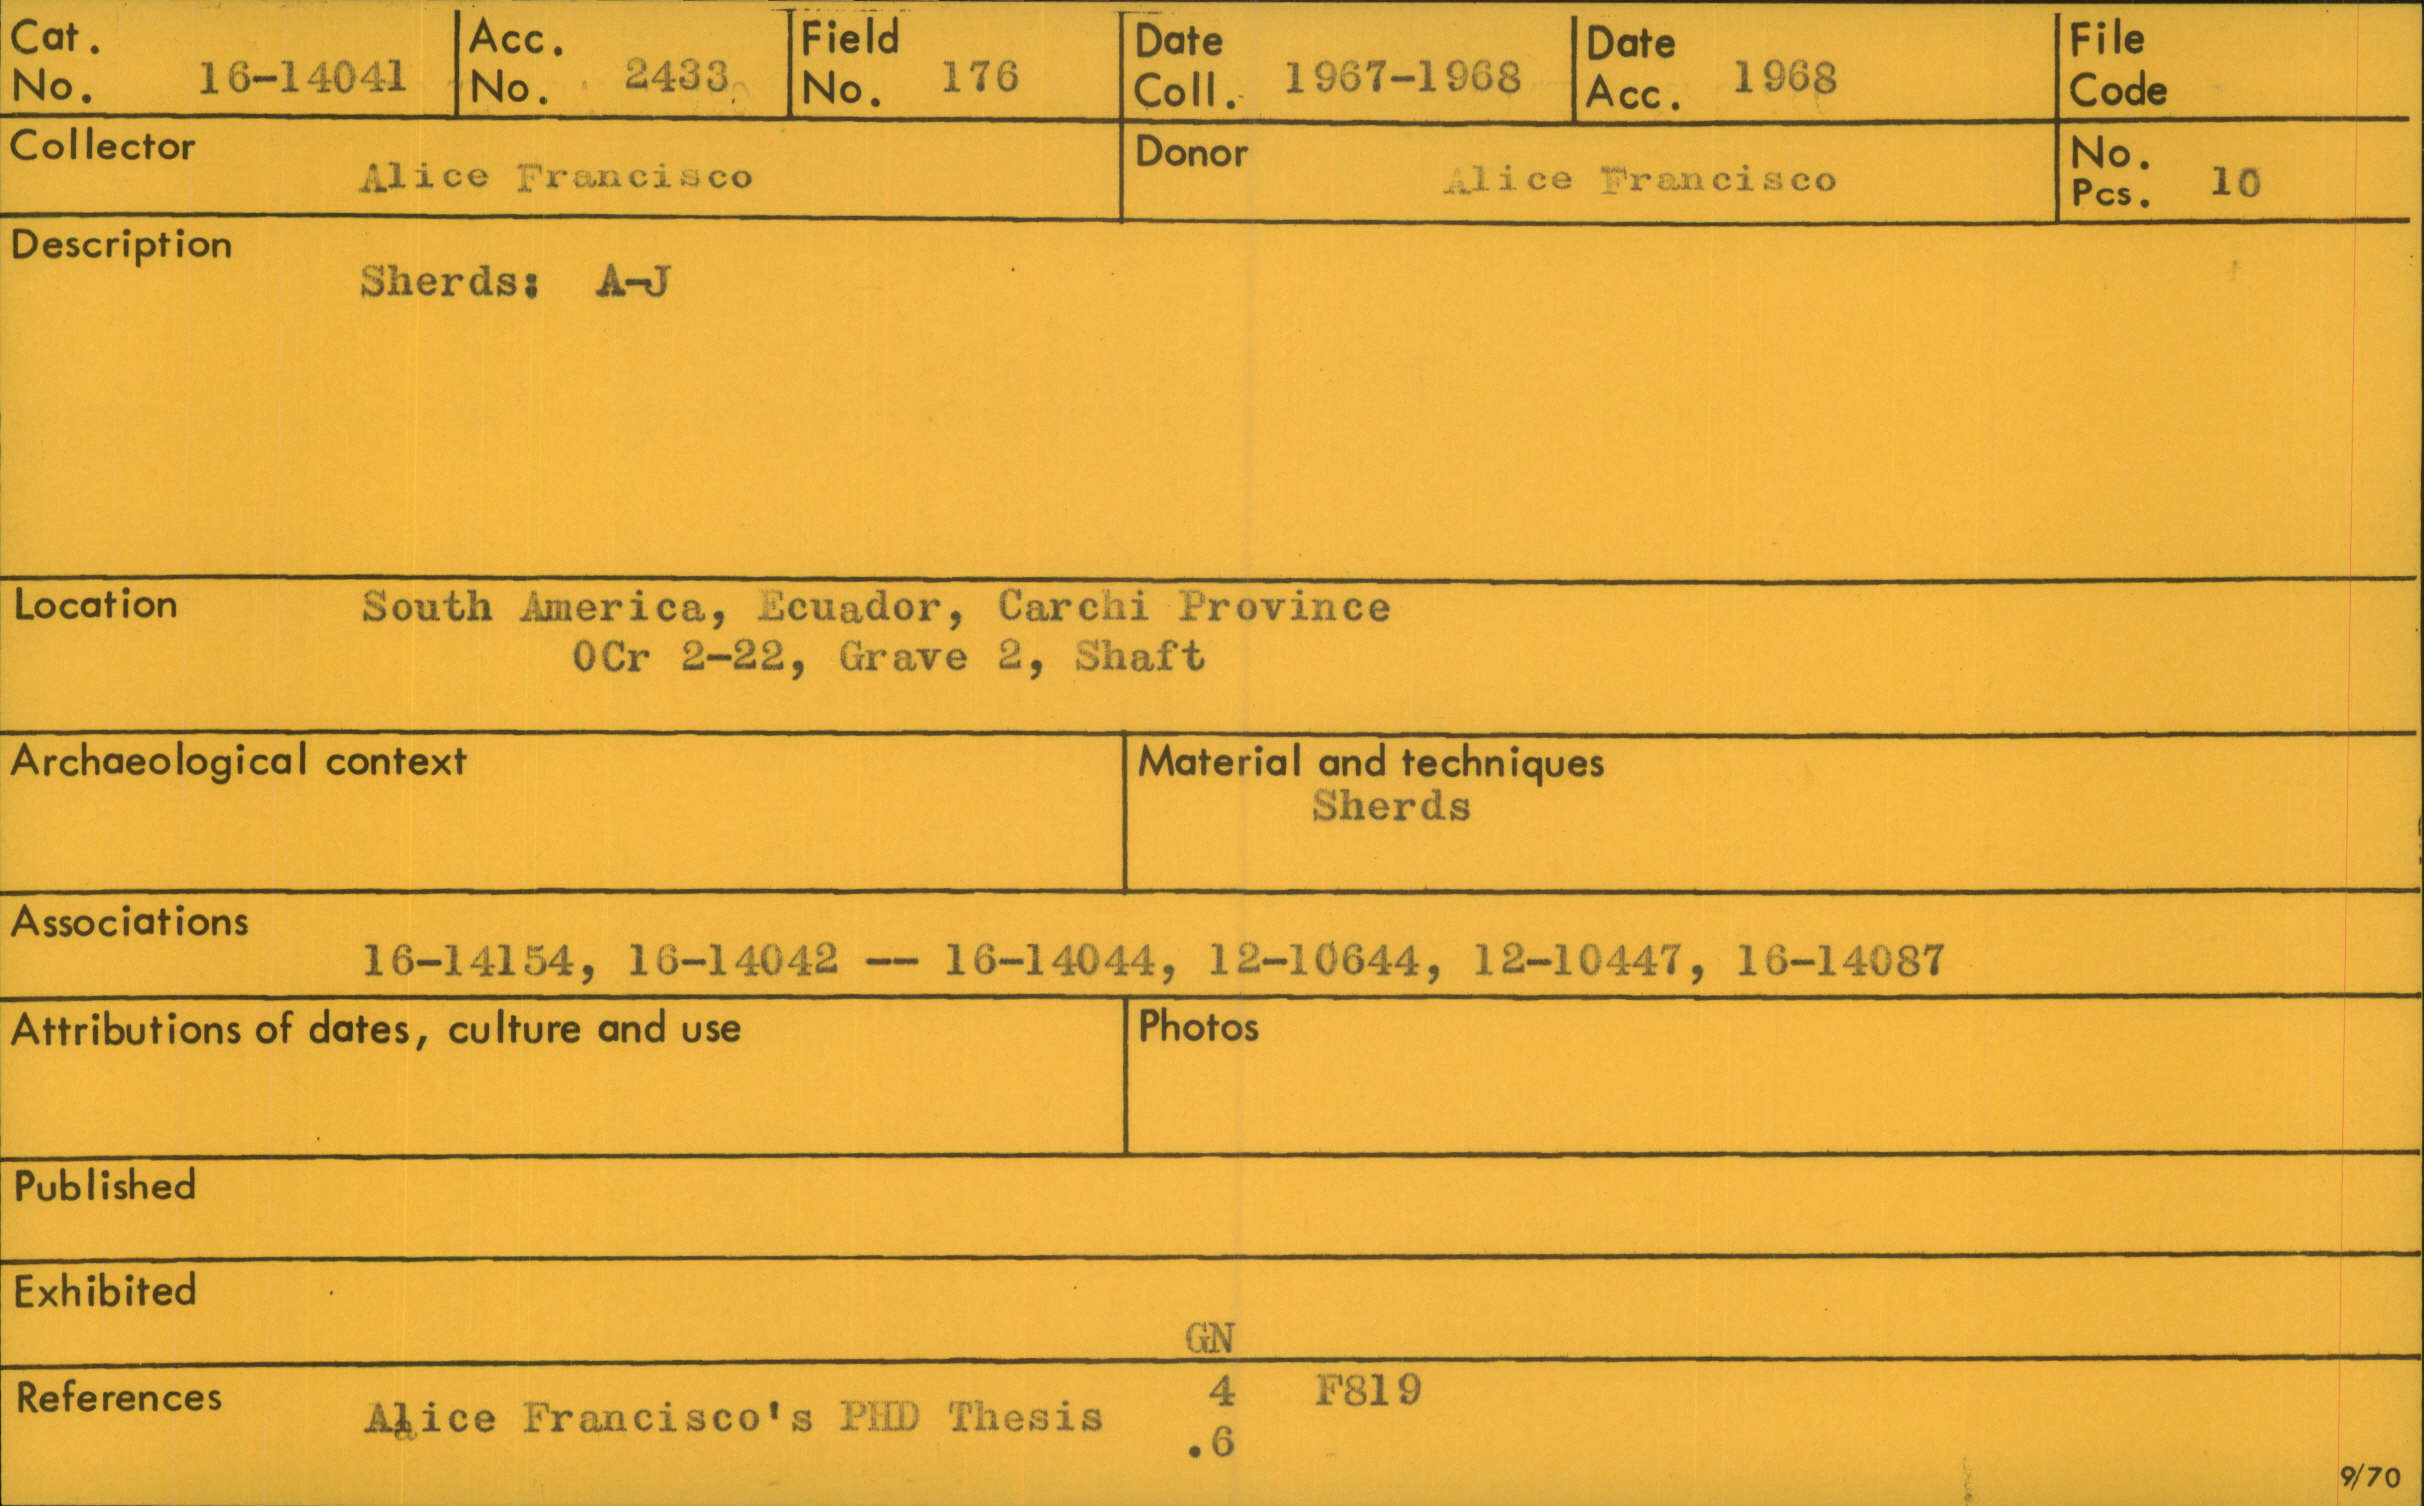 Cat. No. 16-14041 Acc. No. 2433 Field No. 176 Date Coll. 1967-1968 Date Acc. 1968 File Code
Collector Alice Francisco Donor Alice Francisco No. Pcs. 10
Description
Sherds: A-J
Location South America, Ecuador, Carchi Province
OCr 2-22, Grave 2, Shaft
Archaeological context Material and techniques
Sherds
Associations
16-14154, 16-14042 -- 16-14044, 12-10644, 12-10447, 16-14087
Attributions of dates, culture and use Photos
Published
Exhibited
GN
References Alice Francisco's PHD Thesis 4 F819
.6
9/70